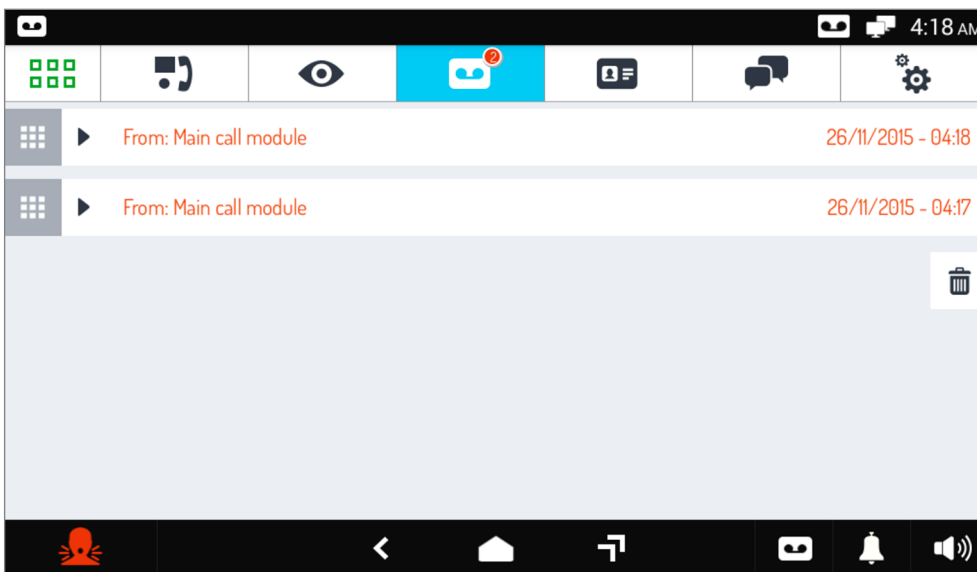 4:18 AM
2
From: Main call module 26/11/2015 - 04:18
From: Main call module 26/11/2015 - 04:17